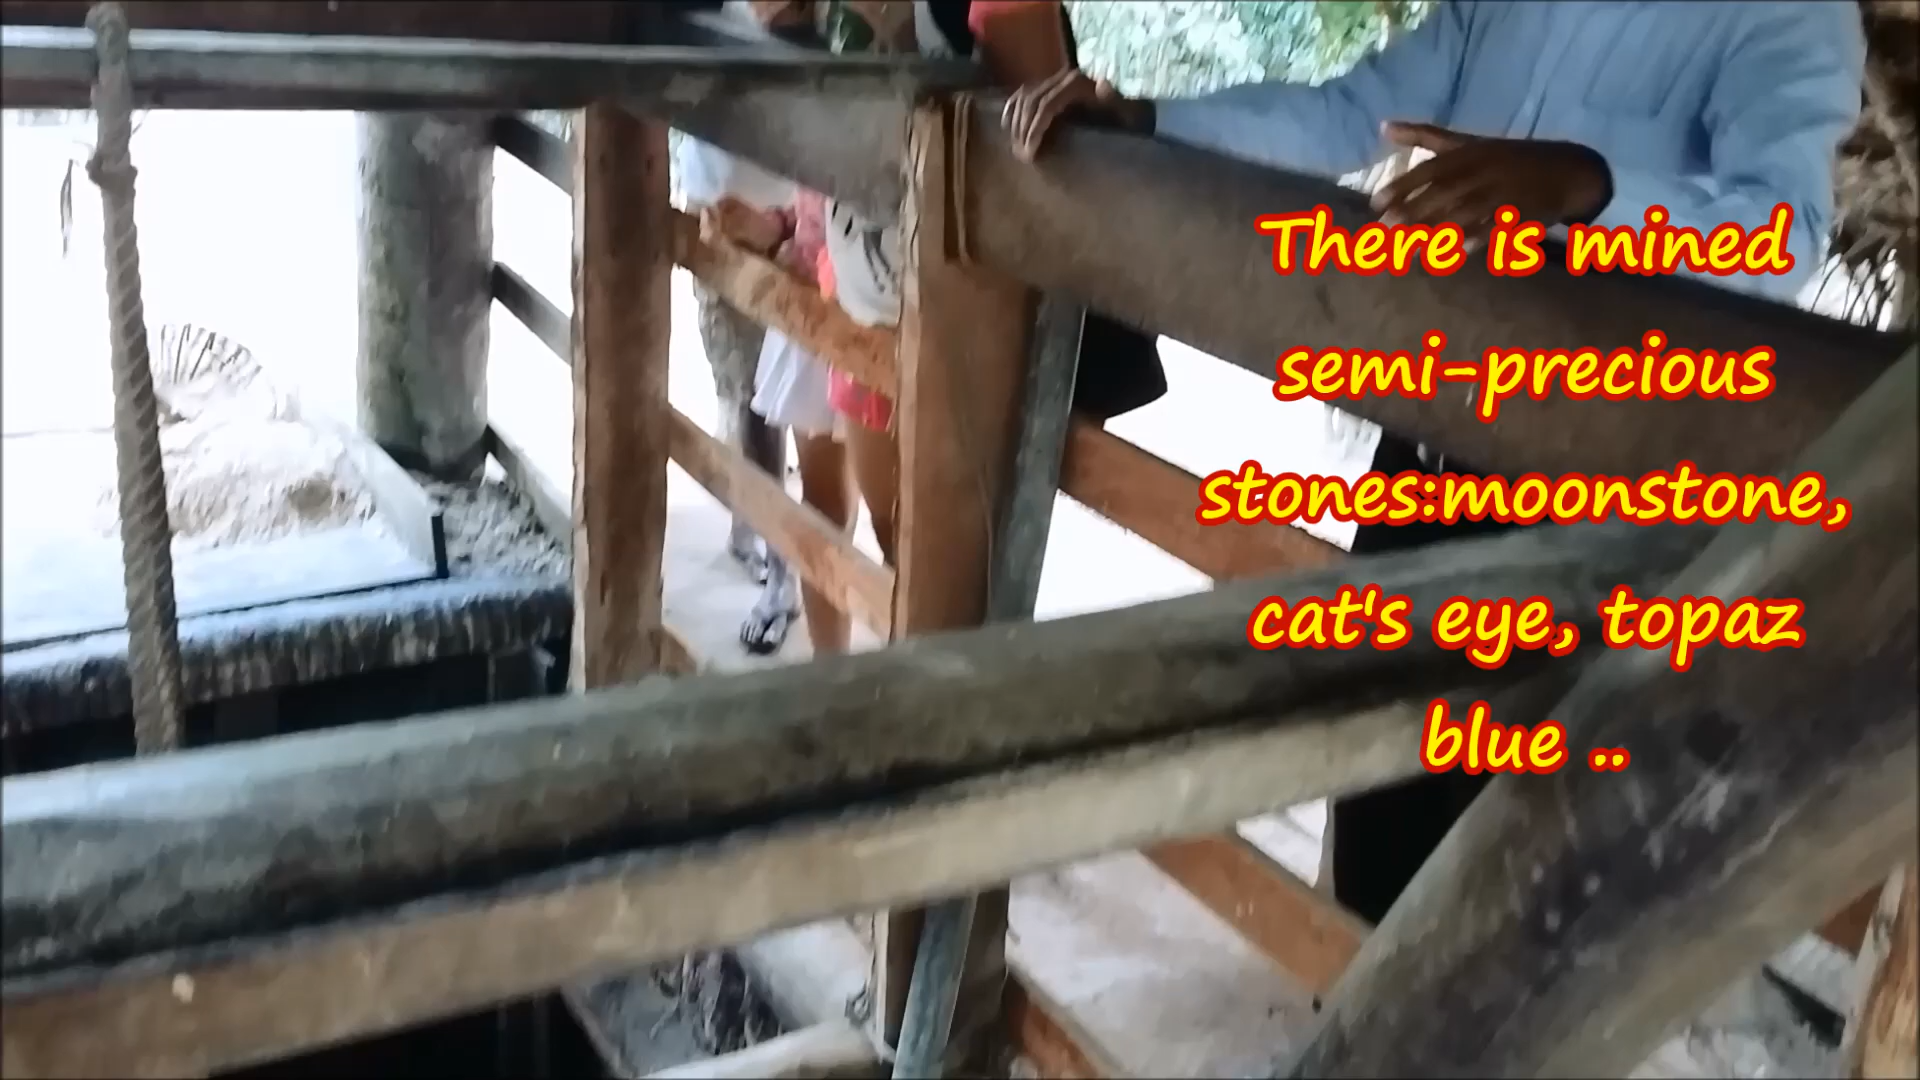 There is mined
semi-precious
stones:moonstone,
cat's eye, topaz
blue ..